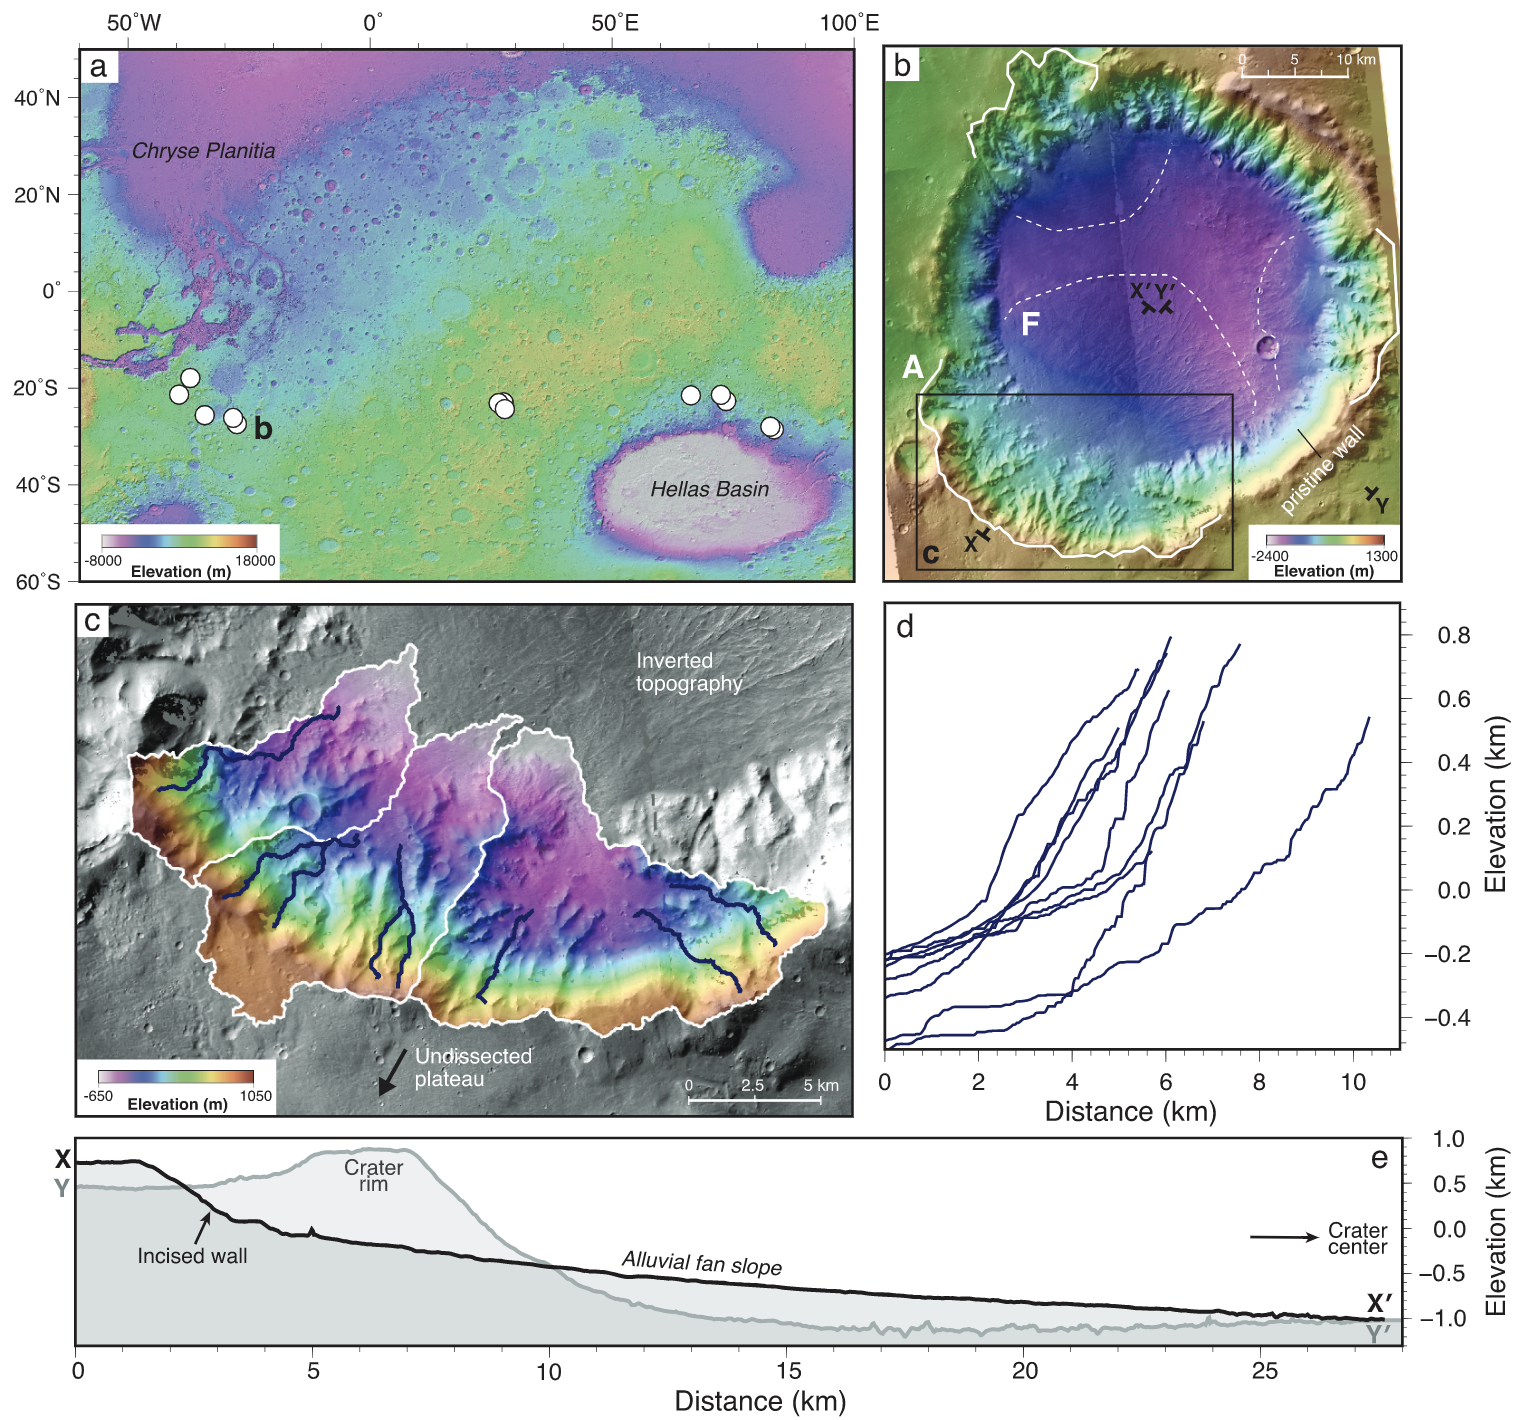 50˚W 0˚ 50˚E 100˚E
a
40˚N
20˚N
0˚
20˚S
40˚S
60˚S
Chryse Planitia
b
Hellas Basin
-8000 18000
Elevation (m)
b
0 5 10 km
X′ Y′
F
A
pristine wall
X
Y
c
-2400 1300
Elevation (m)
c
Inverted
topography
Undissected
plateau
-650 1050
Elevation (m)
0 2.5 5 km
d
0.8
0.6
0.4
0.2
0.0
−0.2
−0.4
Elevation (km)
0 2 4 6 8 10
Distance (km)
X
Y
e
Crater
rim
Incised wall
Alluvial fan slope
Crater
center
X′
Y′
1.0
0.5
0.0
−0.5
−1.0
Elevation (km)
0 5 10 15 20 25
Distance (km)